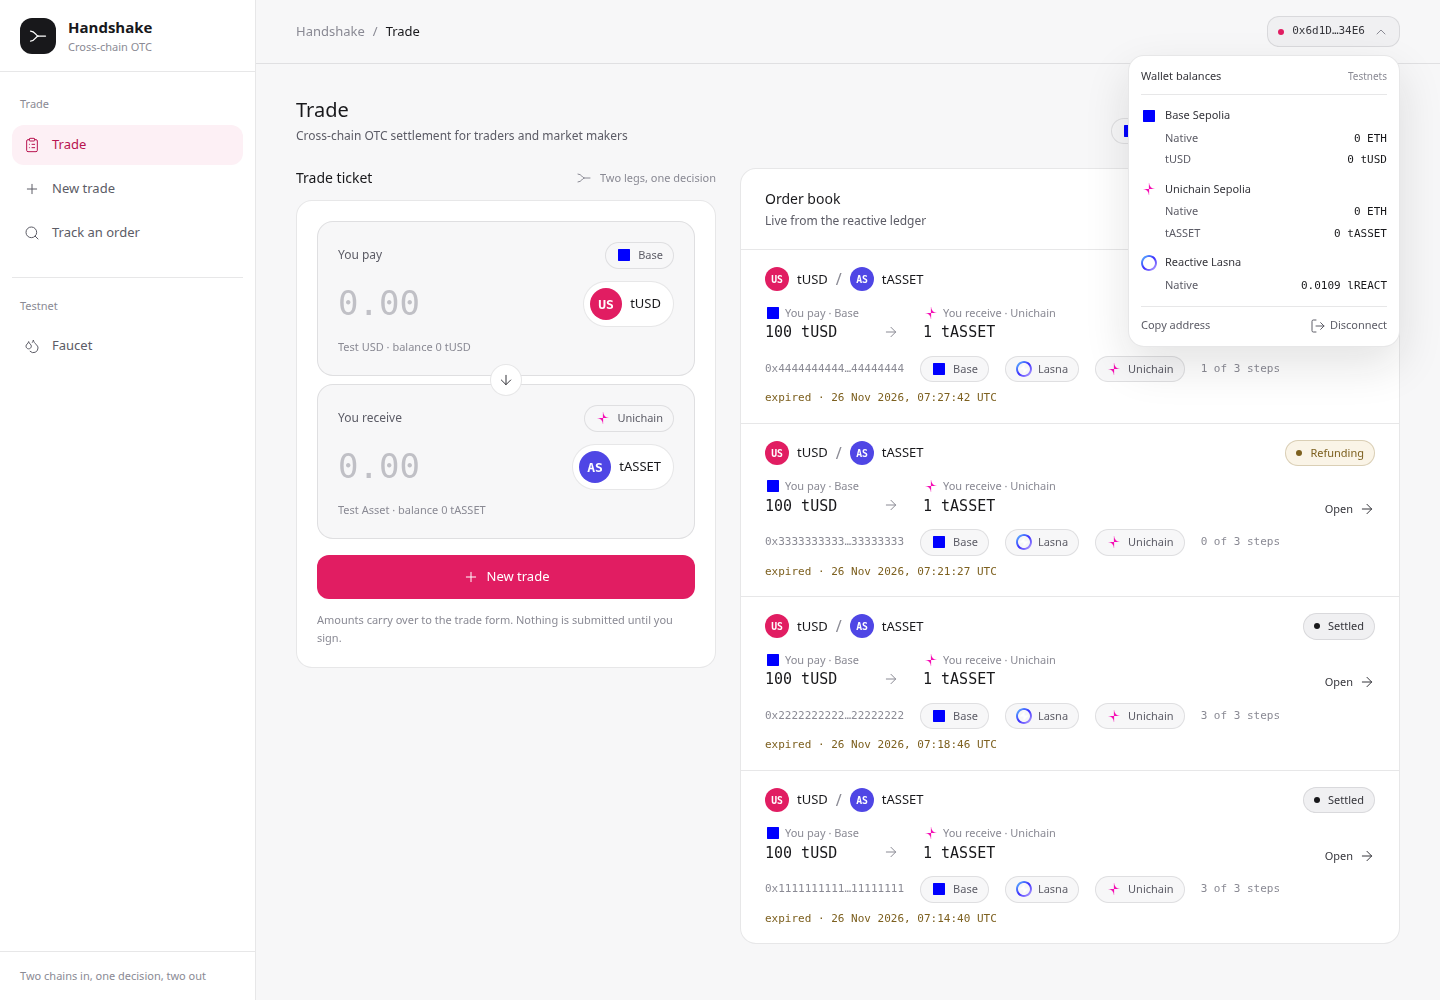 Handshake
Cross-chain OTC
Trade
Trade
New trade
Track an order
Testnet
Faucet
Two chains in, one decision, two out
Handshake / Trade
0x6d1D…34E6
Wallet balances Testnets
Base Sepolia
Native 0 ETH
tUSD 0 tUSD
Unichain Sepolia
Native 0 ETH
tASSET 0 tASSET
Reactive Lasna
Native 0.0109 lREACT
Copy address Disconnect
Trade
Cross-chain OTC settlement for traders and market makers
Trade ticket Two legs, one decision
You pay Base
0.00 US tUSD
Test USD · balance 0 tUSD
You receive Unichain
0.00 AS tASSET
Test Asset · balance 0 tASSET
New trade
Amounts carry over to the trade form. Nothing is submitted until you
sign.
Order book
Live from the reactive ledger
US tUSD / AS tASSET
You pay · Base You receive · Unichain
100 tUSD 1 tASSET
0x4444444444…44444444 Base Lasna Unichain 1 of 3 steps
expired · 26 Nov 2026, 07:27:42 UTC
US tUSD / AS tASSET Refunding
You pay · Base You receive · Unichain
100 tUSD 1 tASSET Open
0x3333333333…33333333 Base Lasna Unichain 0 of 3 steps
expired · 26 Nov 2026, 07:21:27 UTC
US tUSD / AS tASSET Settled
You pay · Base You receive · Unichain
100 tUSD 1 tASSET Open
0x2222222222…22222222 Base Lasna Unichain 3 of 3 steps
expired · 26 Nov 2026, 07:18:46 UTC
US tUSD / AS tASSET Settled
You pay · Base You receive · Unichain
100 tUSD 1 tASSET Open
0x1111111111…11111111 Base Lasna Unichain 3 of 3 steps
expired · 26 Nov 2026, 07:14:40 UTC